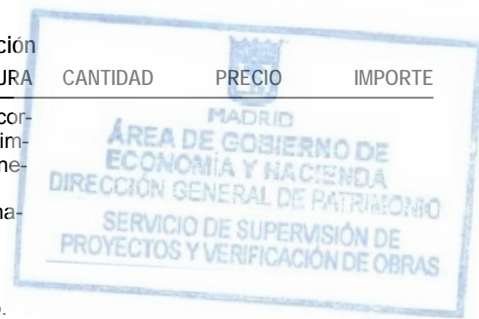 ción
URA CANTIDAD PRECIO IMPORTE
cor-
im-
ne-
na-
o.
MADRID
ÁREA DE GOBIERNO DE
ECONOMÍA Y HACIENDA
DIRECCIÓN GENERAL DE PATRIMONIO
SERVICIO DE SUPERVISIÓN DE
PROYECTOS Y VERIFICACIÓN DE OBRAS